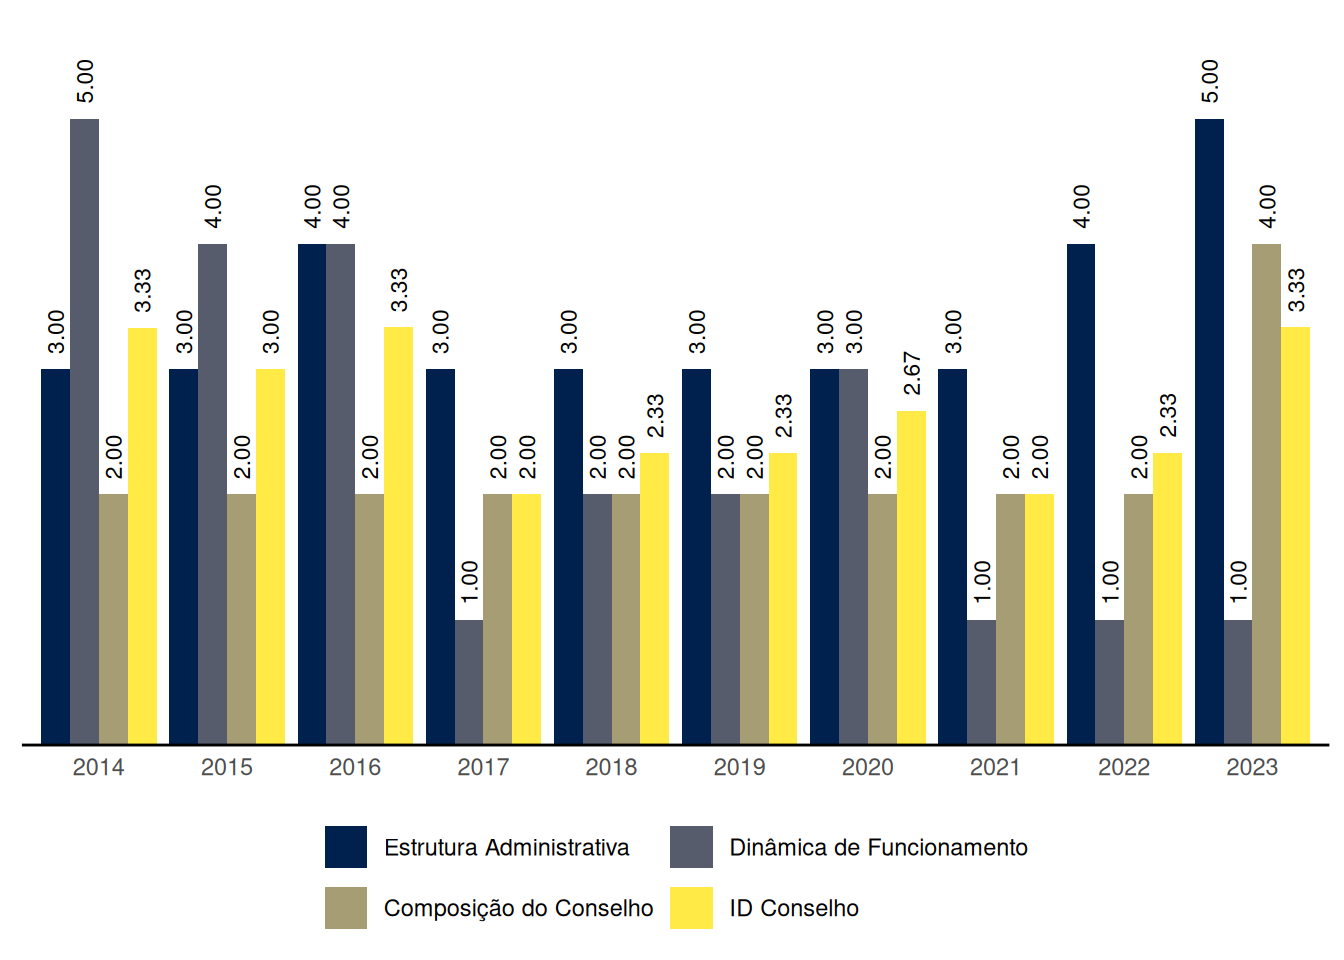 3.00 5.00 2.00 3.33 3.00 4.00 2.00 3.00 4.00 4.00 2.00 3.33 3.00 1.00 2.00 2.00 3.00 2.00 2.00 2.33 3.00 2.00 2.00 2.33 3.00 3.00 2.00 2.67 3.00 1.00 2.00 2.00 4.00 1.00 2.00 2.33 5.00 1.00 4.00 3.33
2014 2015 2016 2017 2018 2019 2020 2021 2022 2023
Estrutura Administrativa Dinâmica de Funcionamento
Composição do Conselho ID Conselho